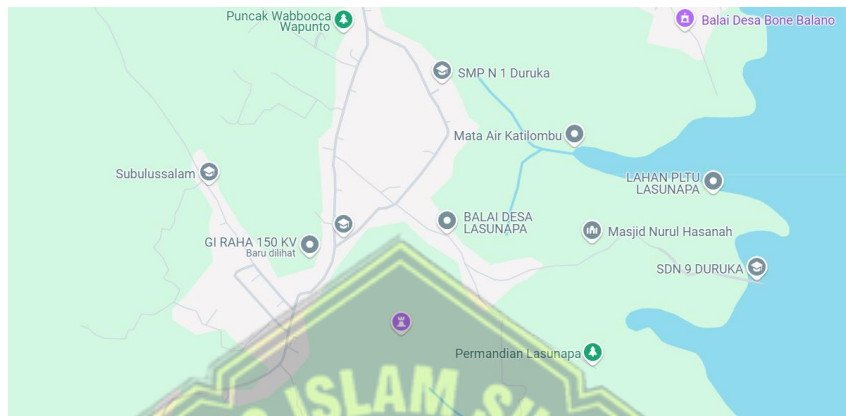 Puncak Wabbooca
Wapunto
Balai Desa Bone Balano
SMP N 1 Duruka
Mata Air Katilombu
Subulussalam
LAHAN PLTU
LASUNAPA
BALAI DESA
LASUNAPA
Masjid Nurul Hasanah
GI RAHA 150 KV
Baru dilihat
SDN 9 DURUKA
Permandian Lasunapa
ISLAM SU